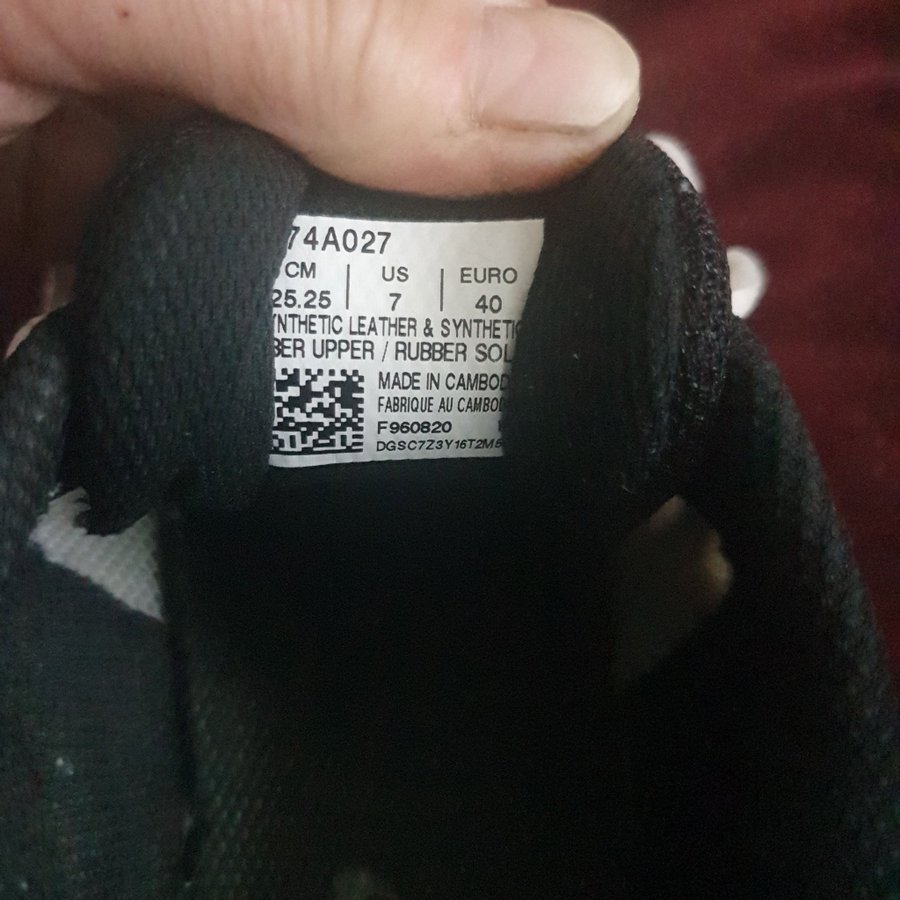 74A027
CM | US | EURO
25.25 | 7 | 40
YNTHETIC LEATHER & SYNTHETIC
BER UPPER / RUBBER SOL
MADE IN CAMBOD
FABRIQUE AU CAMBOD
F960820
DGSC7Z3Y16T2M